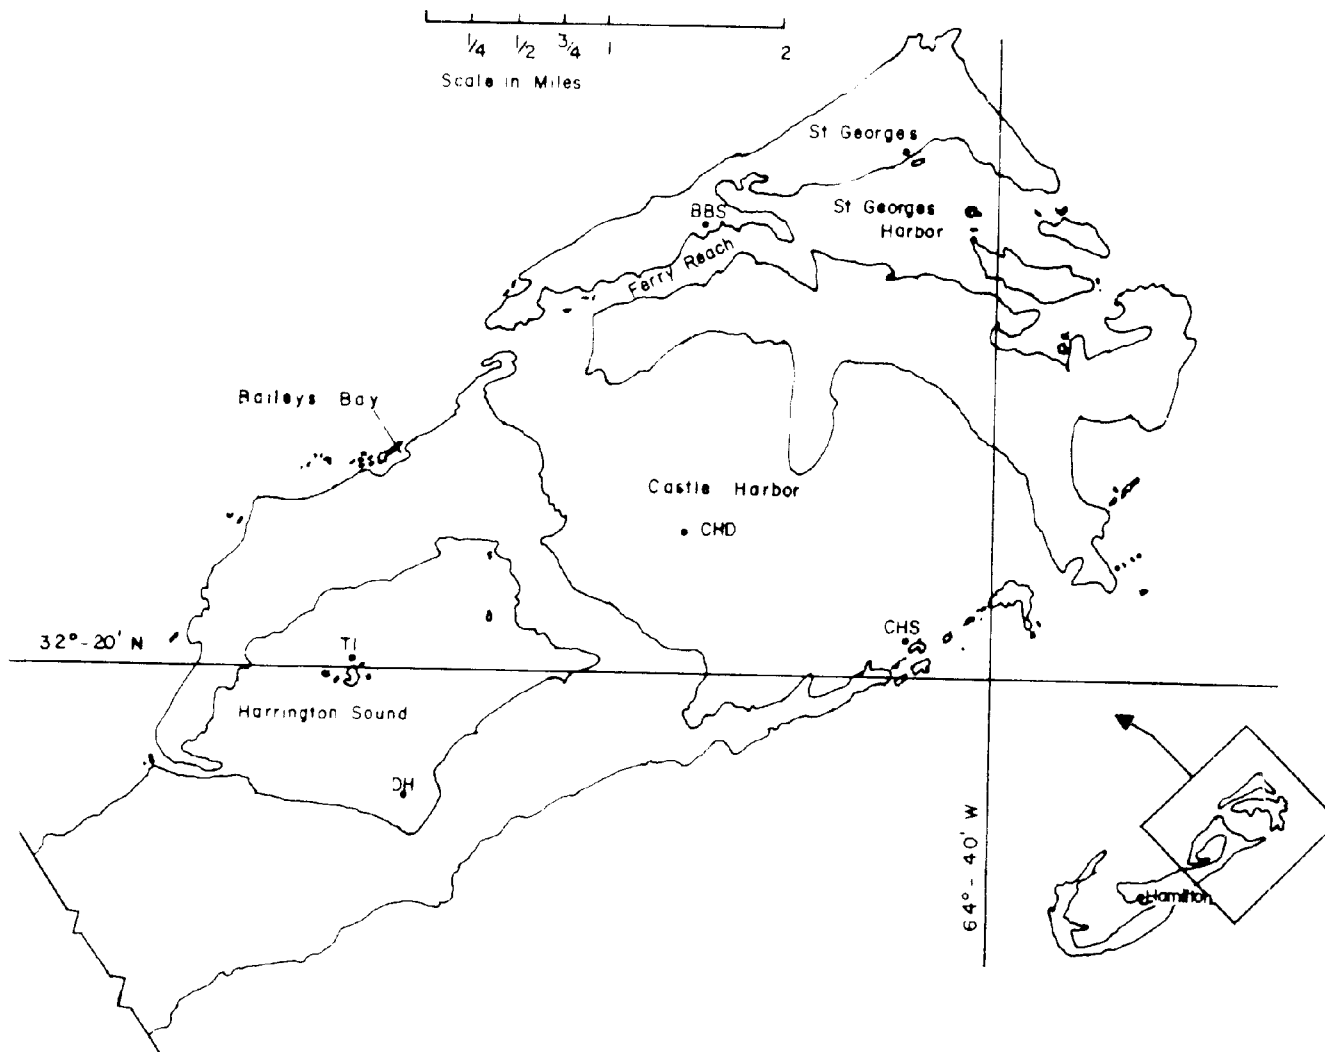 1/4 1/2 3/4 1 2
Scale in Miles
St Georges
BBS
St Georges
Harbor
Ferry Reach
Baileys Bay
Castle Harbor
CHD
32°-20' N
TI
CHS
Harrington Sound
DH
64°-40' W
Hamilton